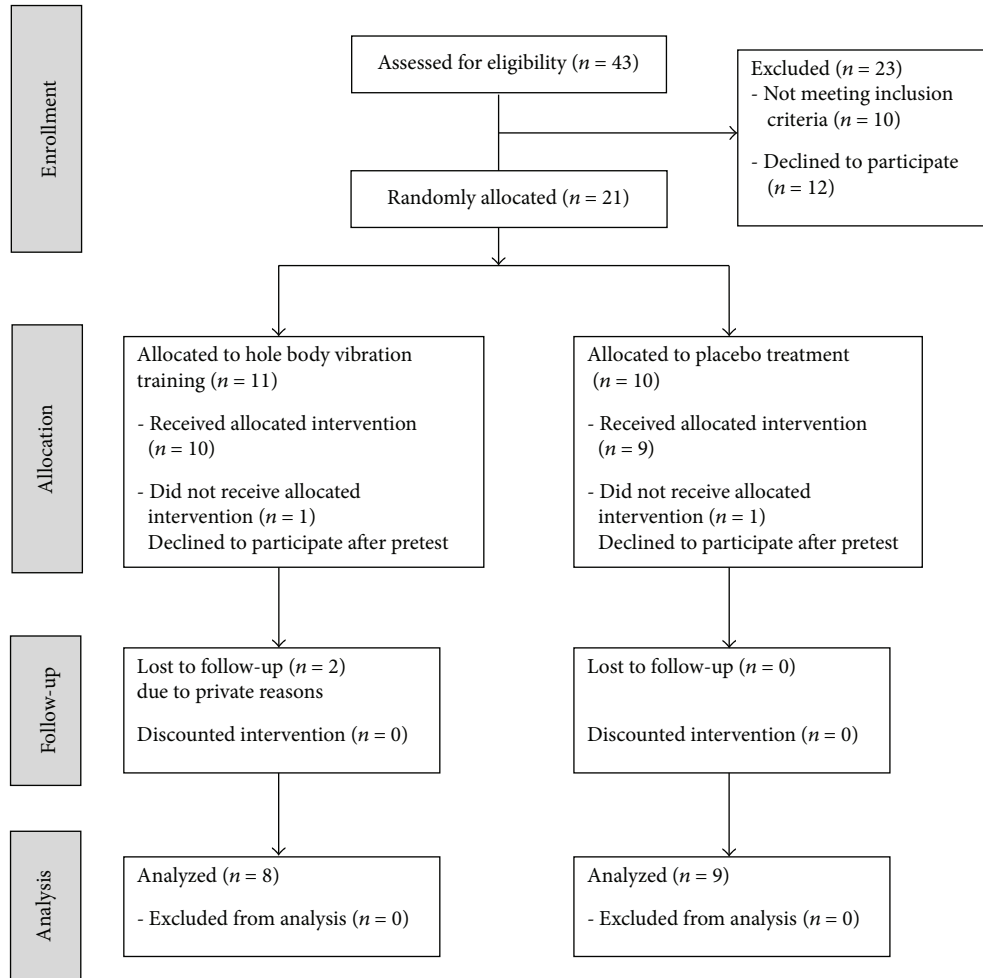 Enrollment
Assessed for eligibility (n = 43)
Excluded (n = 23)
- Not meeting inclusion
criteria (n = 10)
- Declined to participate
(n = 12)
Randomly allocated (n = 21)
Allocation
Allocated to hole body vibration
training (n = 11)
- Received allocated intervention
(n = 10)
- Did not receive allocated
intervention (n = 1)
Declined to participate after pretest
Allocated to placebo treatment
(n = 10)
- Received allocated intervention
(n = 9)
- Did not receive allocated
intervention (n = 1)
Declined to participate after pretest
Follow-up
Lost to follow-up (n = 2)
due to private reasons
Discounted intervention (n = 0)
Lost to follow-up (n = 0)
Discounted intervention (n = 0)
Analysis
Analyzed (n = 8)
- Excluded from analysis (n = 0)
Analyzed (n = 9)
- Excluded from analysis (n = 0)